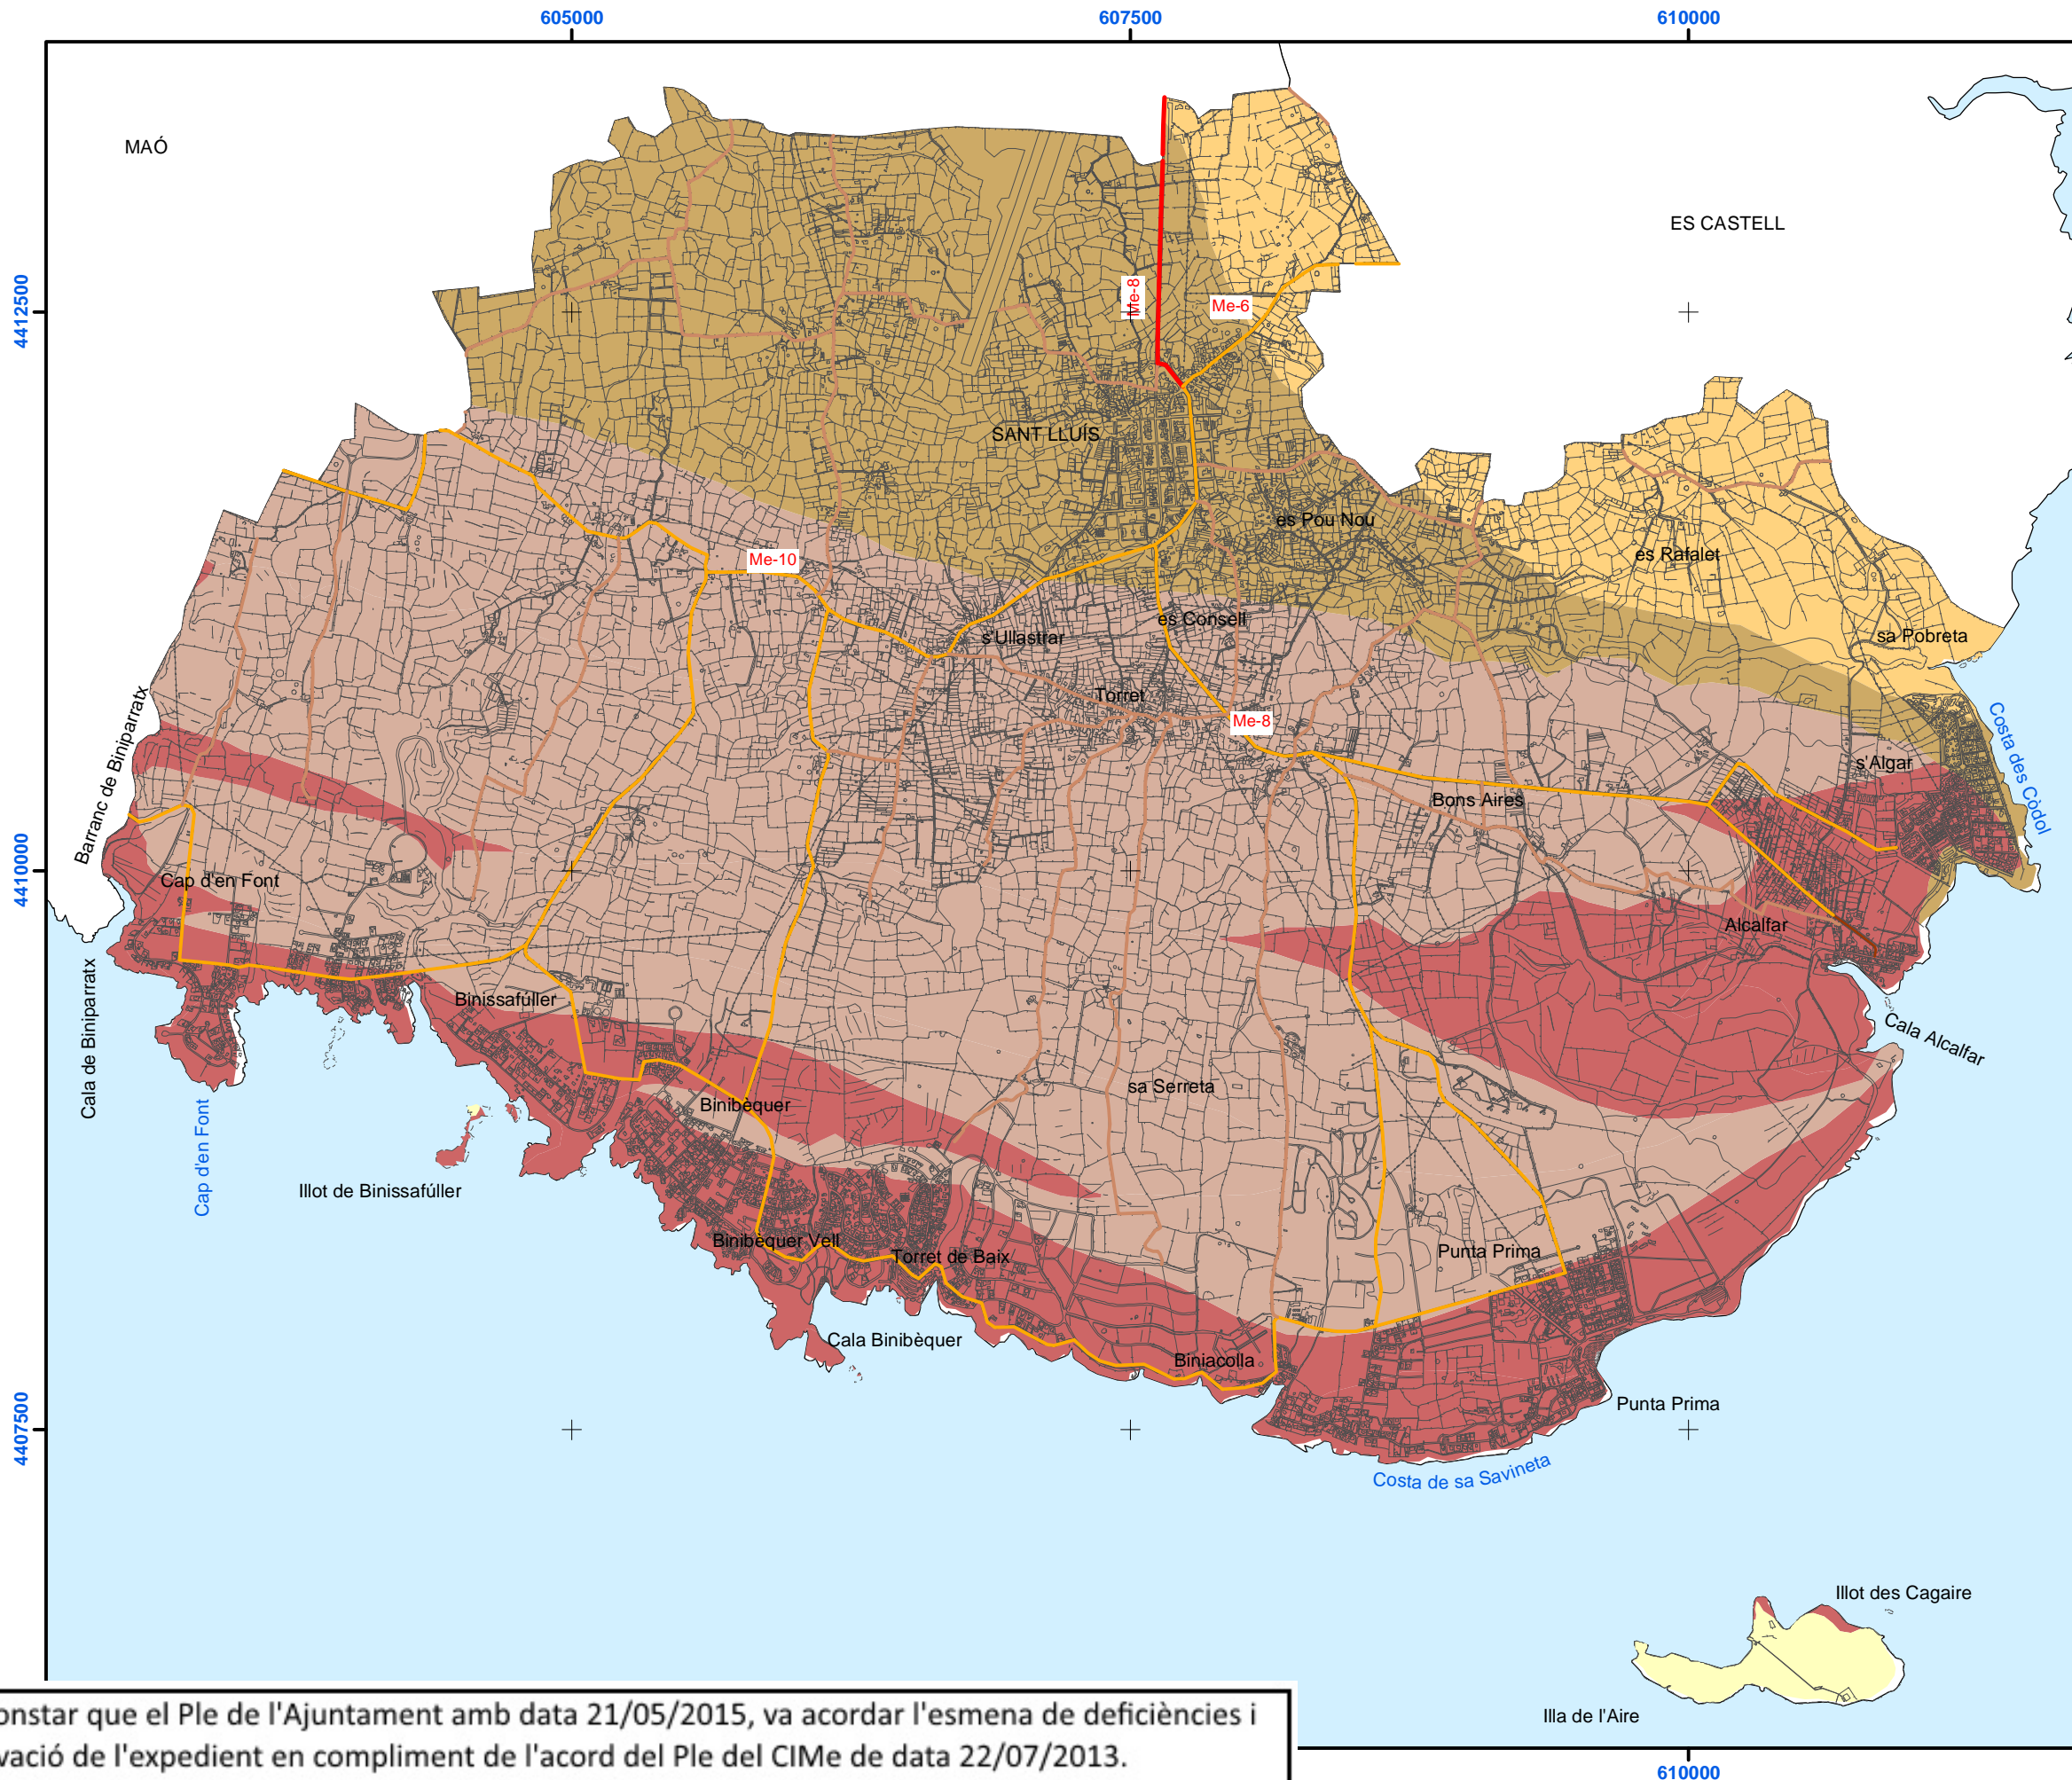 605000
607500
610000
MAÓ
ES CASTELL
4412500
Me-8
Me-6
SANT LLUÍS
es Pou Nou
es Rafalet
Me-10
es Consell
s'Ullastrar
sa Pobreta
Torret
Me-8
Barranc de Biniparratx
Costa des Còdol
s'Algar
Bons Aires
4410000
Cap d'en Font
Alcalfar
Binissafúller
Cala de Biniparratx
Cala Alcalfar
sa Serreta
Binibèquer
Cap d'en Font
Illot de Binissafúller
Binibèquer Vell
Torret de Baix
Punta Prima
Cala Binibèquer
Biniacolla
4407500
Punta Prima
Costa de sa Savineta
Illot des Cagaire
Illa de l'Aire
onstar que el Ple de l'Ajuntament amb data 21/05/2015, va acordar l'esmena de deficiències i
vació de l'expedient en compliment de l'acord del Ple del CIMe de data 22/07/2013.
610000